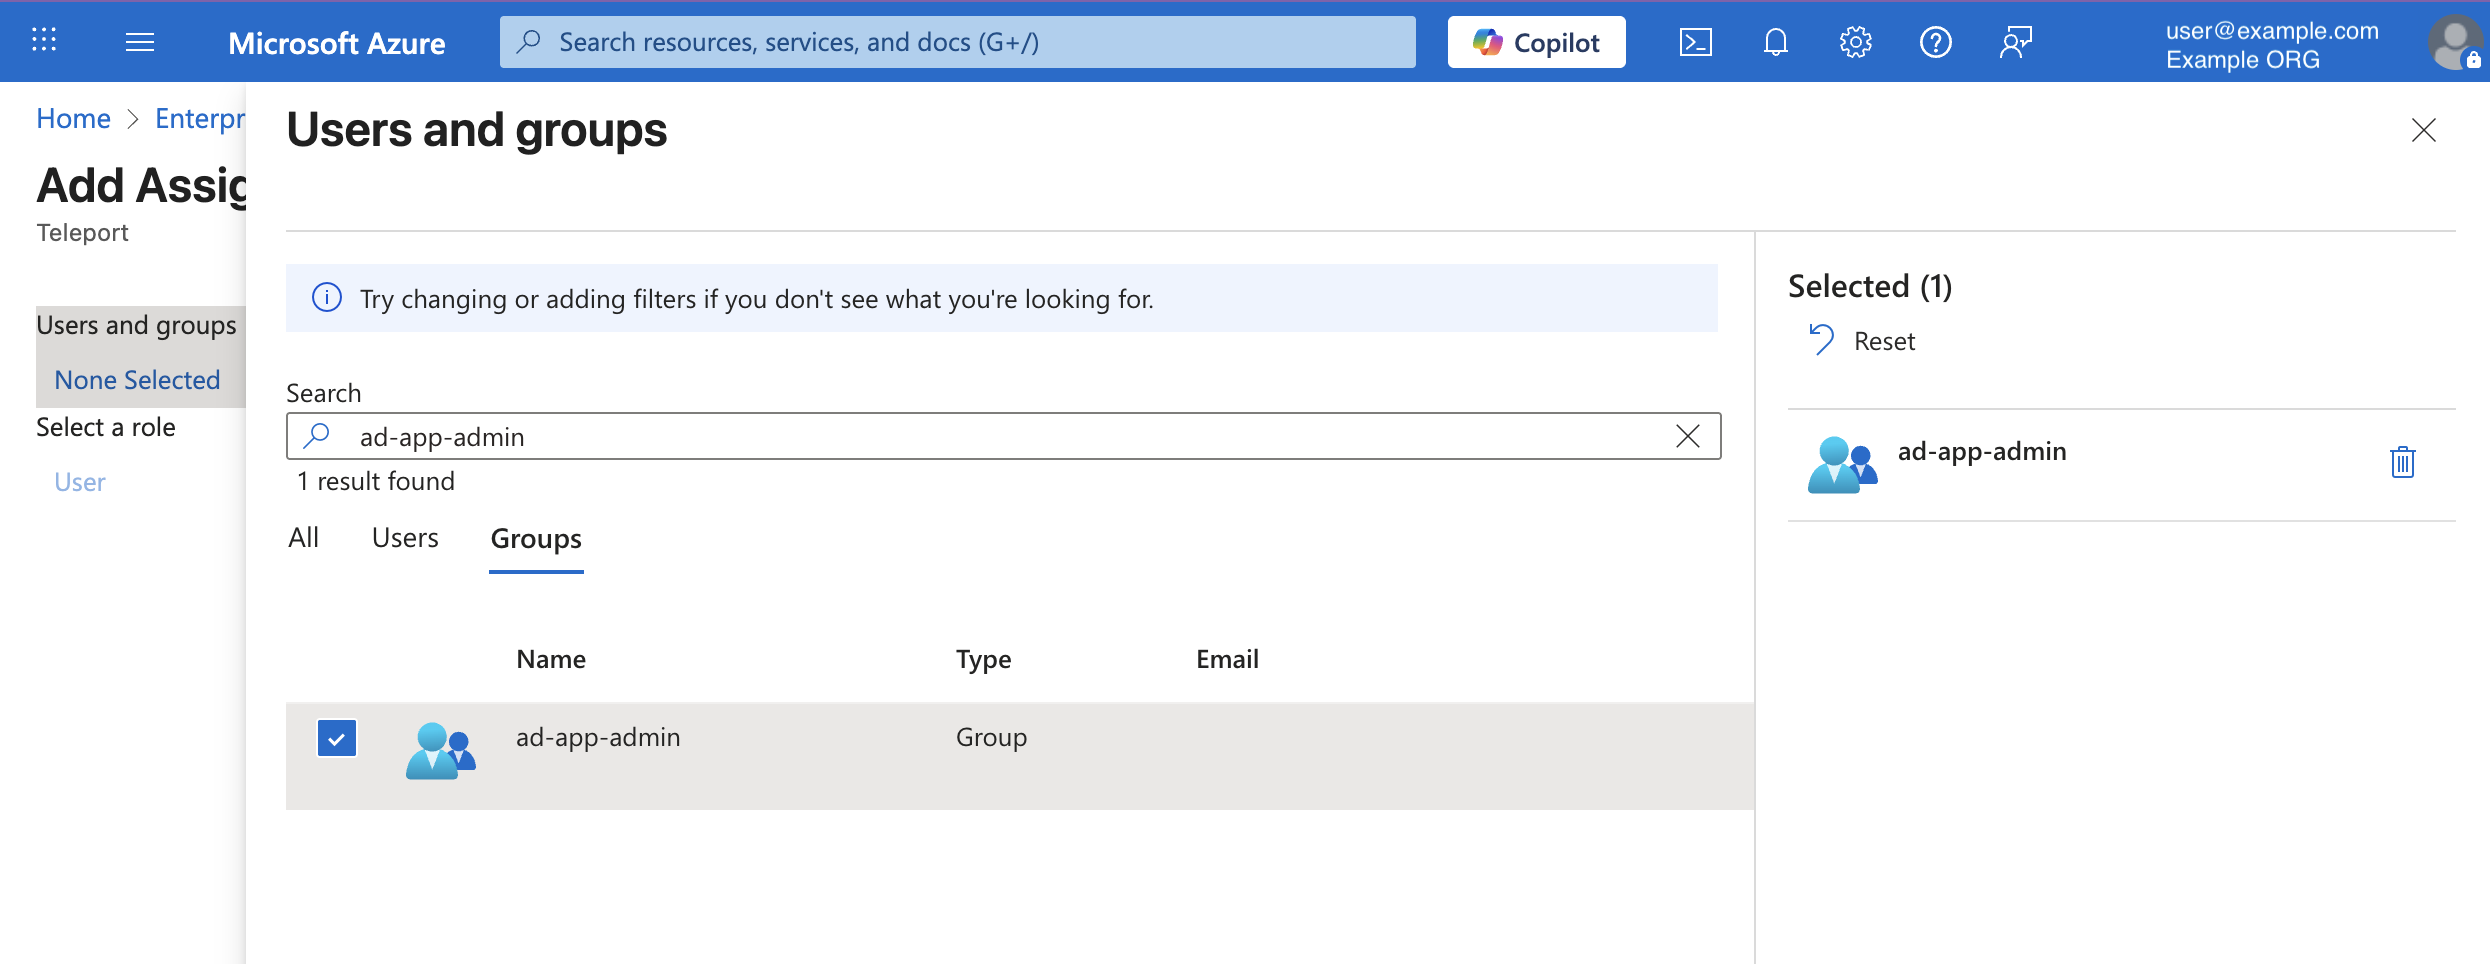 Microsoft Azure
Search resources, services, and docs (G+/)
Copilot
user@example.com
Example ORG
Home > Enterpr
Add Assig
Teleport
Users and groups
None Selected
Select a role
User
Users and groups
Try changing or adding filters if you don't see what you're looking for.
Search
ad-app-admin
1 result found
All Users Groups
Name Type Email
ad-app-admin Group
Selected (1)
Reset
ad-app-admin